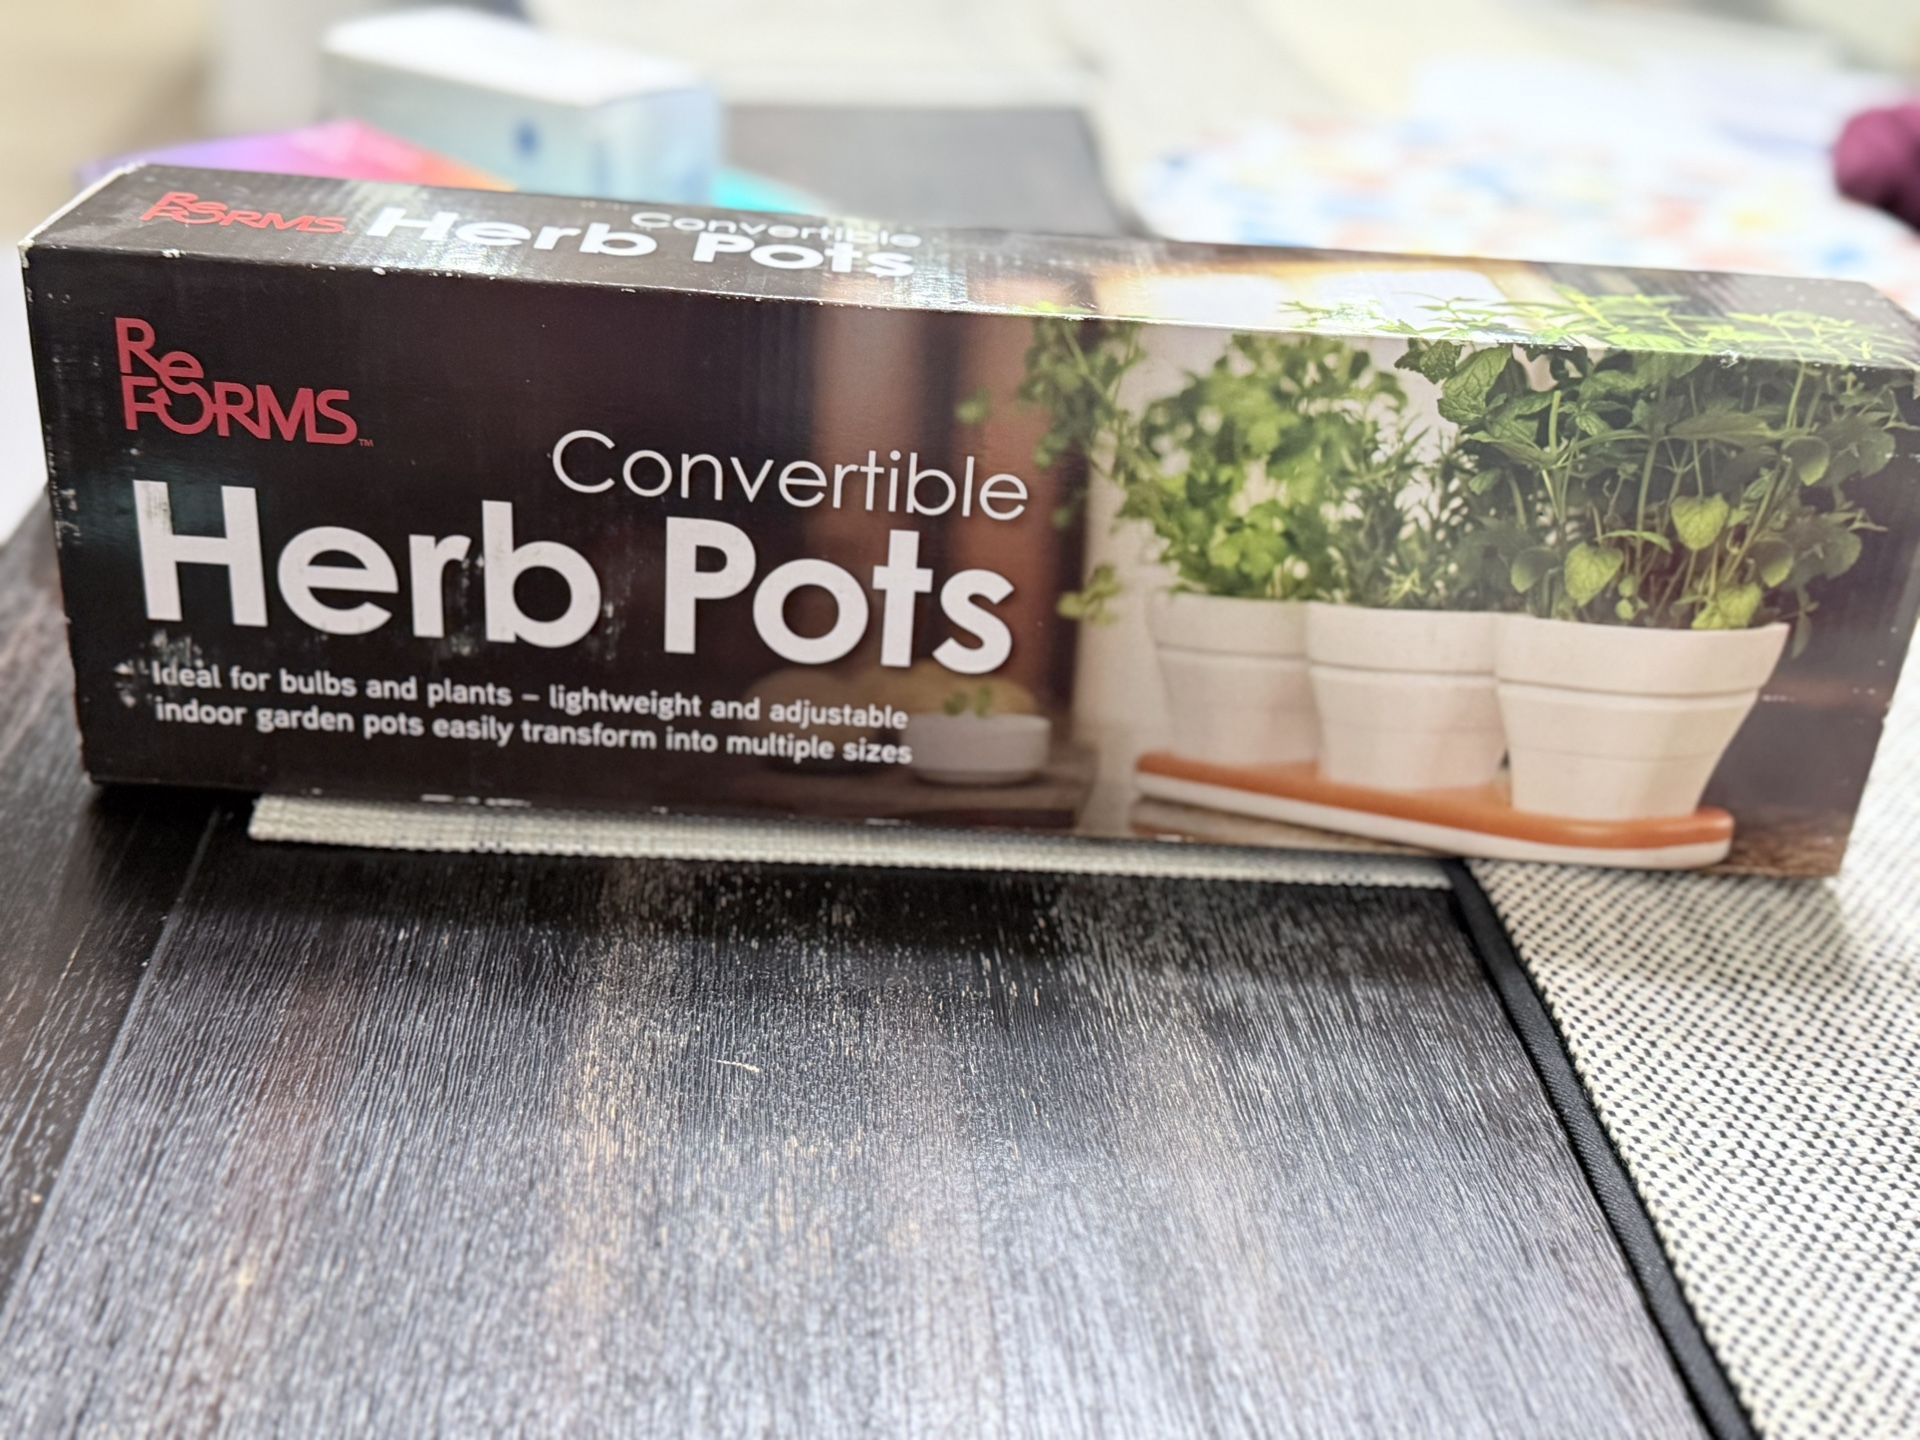 ReFORMS
Convertible
Herb Pots
ReFORMS™
Convertible
Herb Pots
Ideal for bulbs and plants – lightweight and adjustable
indoor garden pots easily transform into multiple sizes